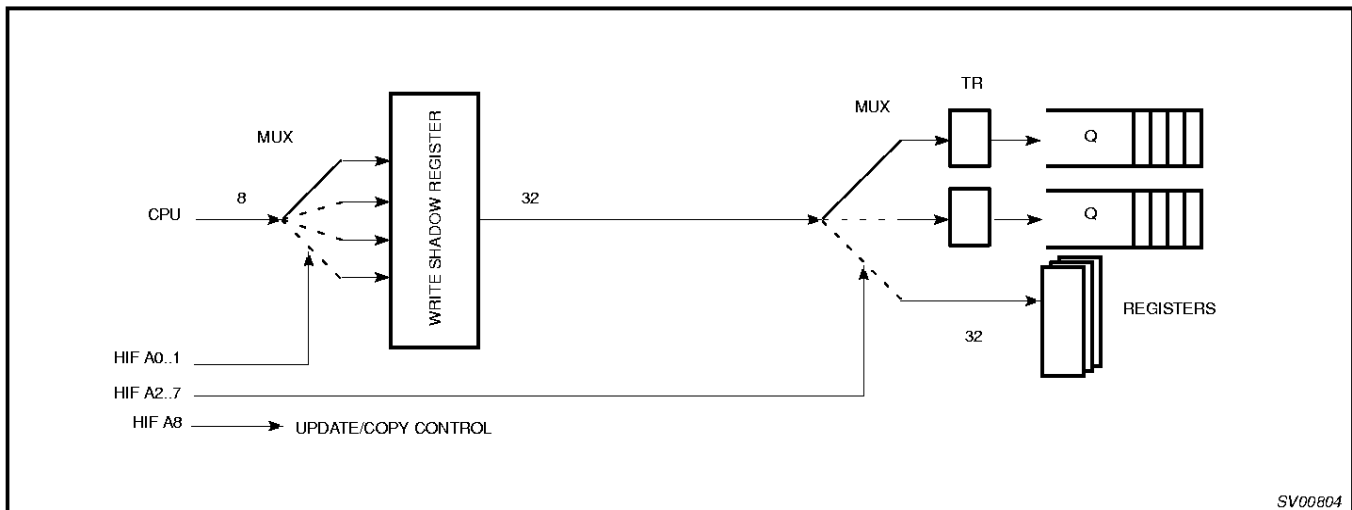 TR
MUX
MUX
Q
WRITE SHADOW REGISTER
8
32
CPU
Q
REGISTERS
32
HIF A0..1
HIF A2..7
HIF A8
UPDATE/COPY CONTROL
SV00804